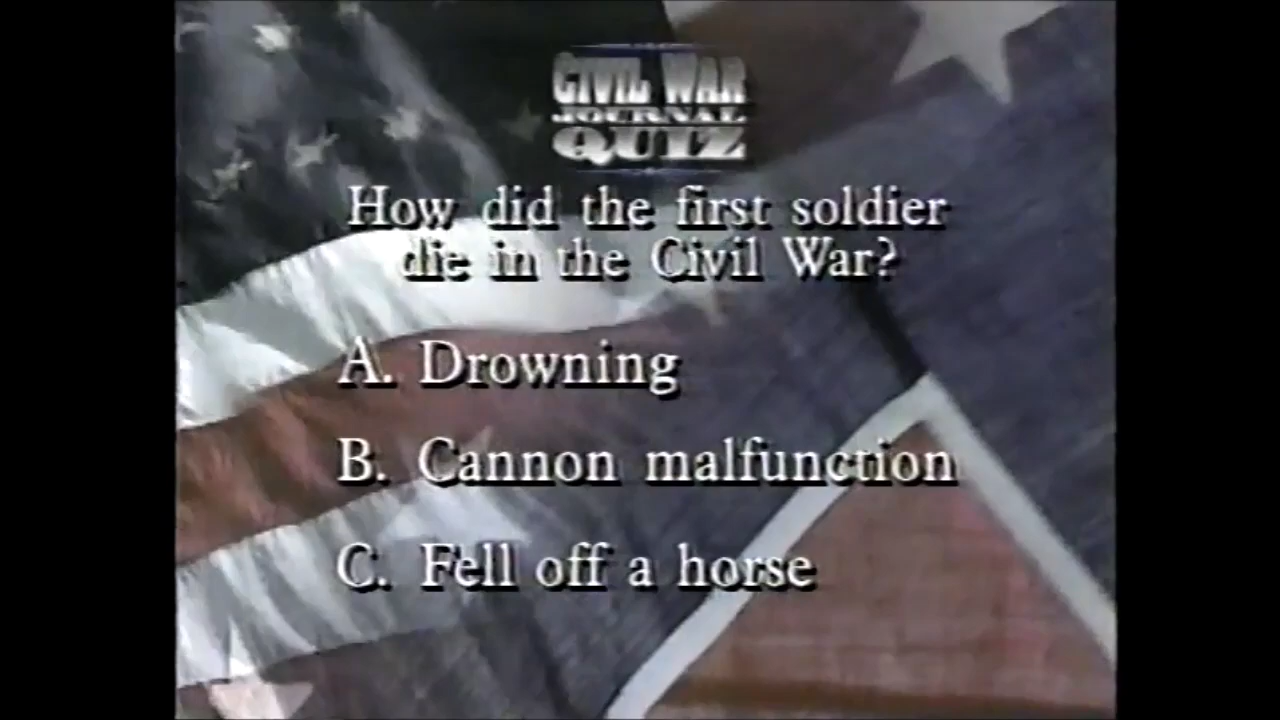 CIVIL WAR
JOURNAL
QUIZ
How did the first soldier
die in the Civil War?
A. Drowning
B. Cannon malfunction
C. Fell off a horse